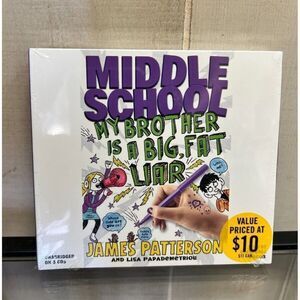 MIDDLE
SCHOOL
MY BROTHER
IS A BIG, FAT
LIAR
JAMES PATTERSON
AND LISA PAPADEMETRIOU
UNABRIDGED
ON 3 CDs
VALUE
PRICED AT
$10